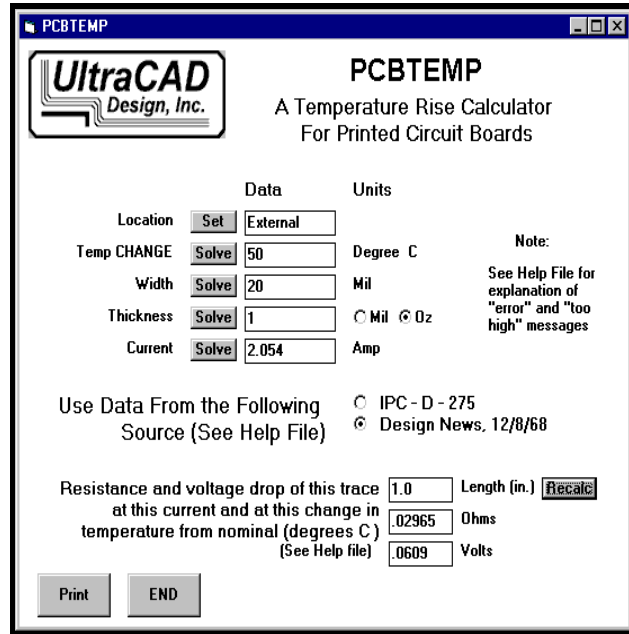 PCBTEMP
UltraCAD
Design, Inc.
PCBTEMP
A Temperature Rise Calculator
For Printed Circuit Boards
Data Units
Location Set External
Temp CHANGE Solve 50 Degree C
Width Solve 20 Mil
Thickness Solve 1 Mil Oz
Current Solve 2.054 Amp
Note:
See Help File for
explanation of
"error" and "too
high" messages
Use Data From the Following
Source (See Help File)
IPC - D - 275
Design News, 12/8/68
Resistance and voltage drop of this trace
at this current and at this change in
temperature from nominal (degrees C )
(See Help file)
1.0 Length (in.) Recalc
.02965 Ohms
.0609 Volts
Print END